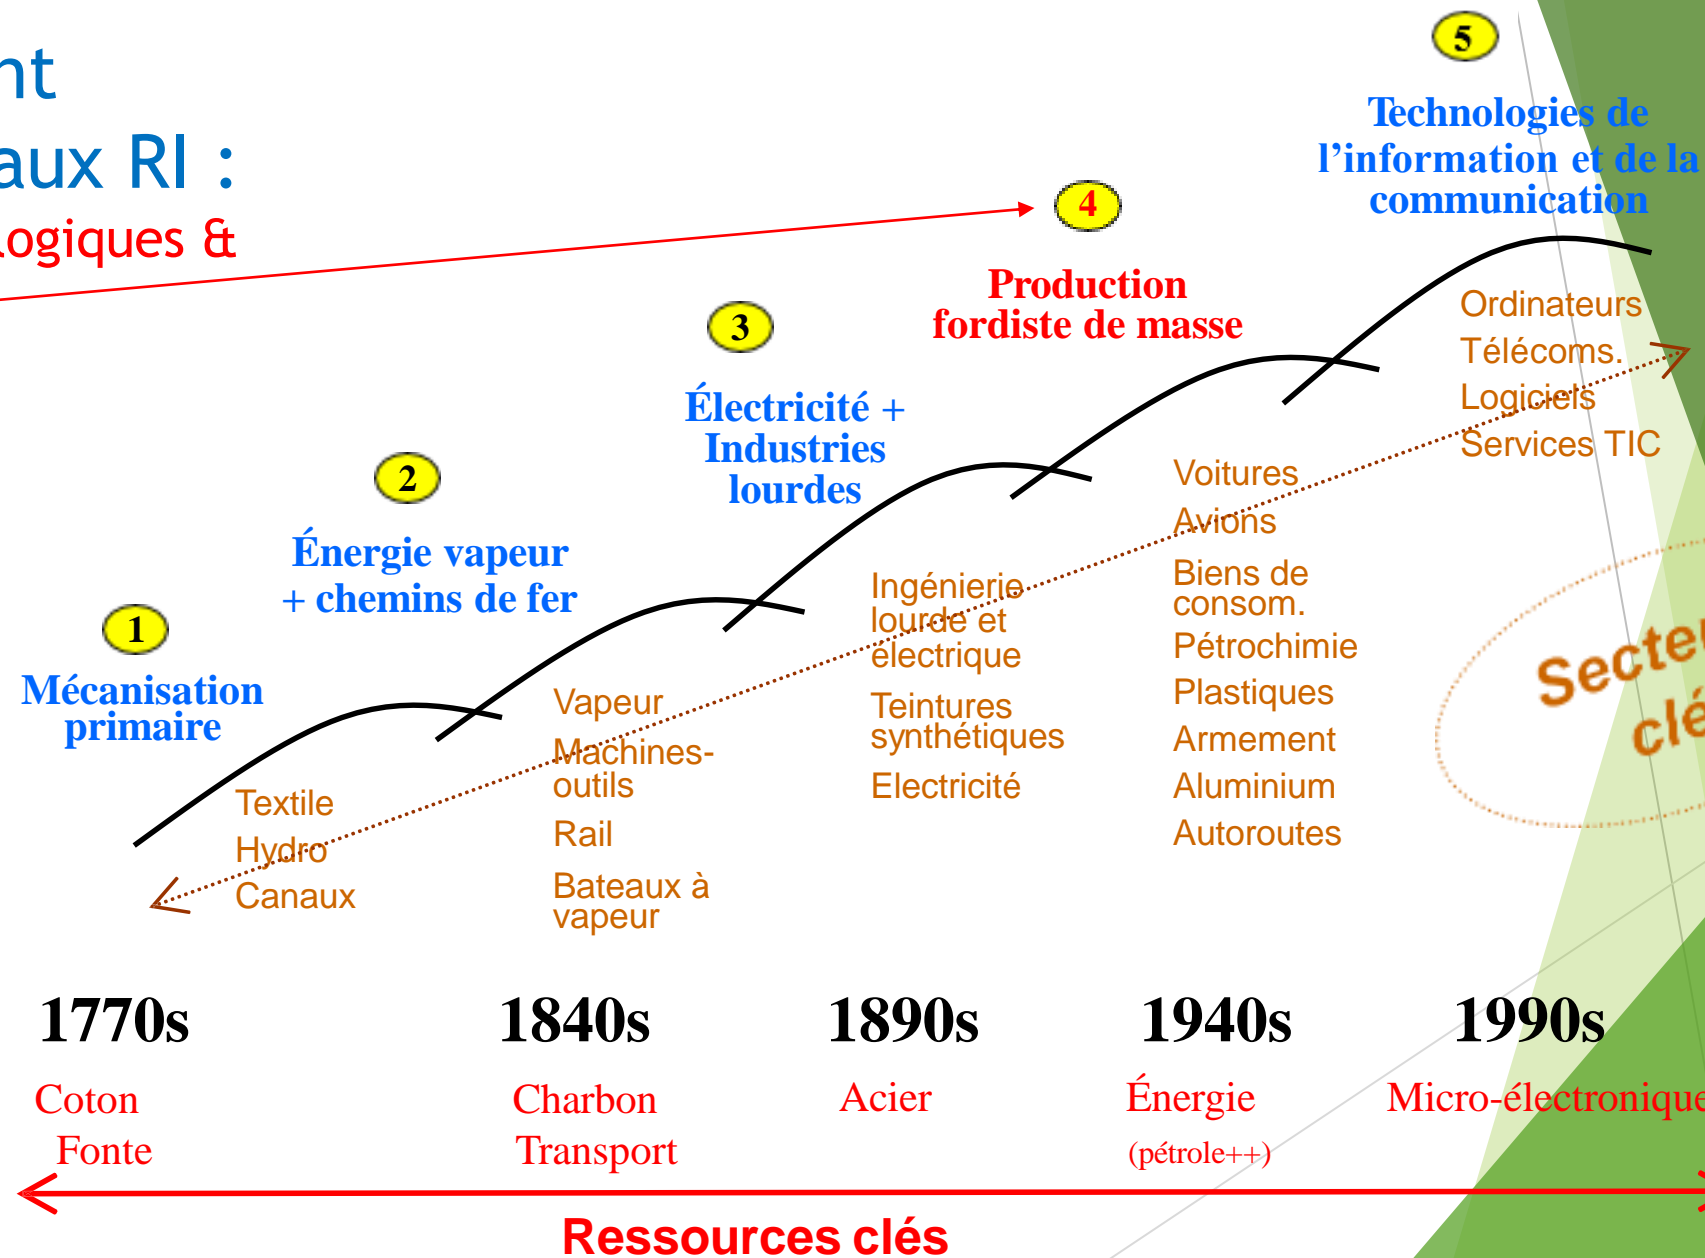 nt
aux RI :
logiques &
5
Technologies de
l’information et de la
communication
4
Production
fordiste de masse
3
Électricité +
Industries
lourdes
2
Énergie vapeur
+ chemins de fer
1
Mécanisation
primaire
Textile
Hydro
Canaux
Vapeur
Machines-
outils
Rail
Bateaux à
vapeur
Ingénierie
lourde et
électrique
Teintures
synthétiques
Electricité
Voitures
Avions
Biens de
consom.
Pétrochimie
Plastiques
Armement
Aluminium
Autoroutes
Ordinateurs
Télécoms.
Logiciels
Services TIC
Secte
clé
1770s 1840s 1890s 1940s 1990s
Coton Charbon Acier Énergie Micro-électronique
Fonte Transport (pétrole++)
Ressources clés